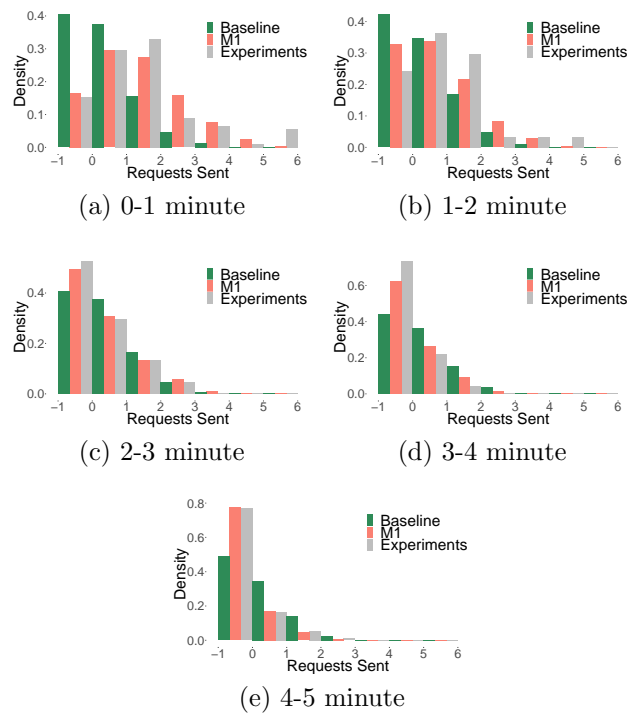 0.4
0.3
0.2
0.1
0.0
Density
Baseline
M1
Experiments
−1 0 1 2 3 4 5 6
Requests Sent
(a) 0-1 minute
0.4
0.3
0.2
0.1
0.0
Density
Baseline
M1
Experiments
−1 0 1 2 3 4 5 6
Requests Sent
(b) 1-2 minute
0.4
0.2
0.0
Density
Baseline
M1
Experiments
−1 0 1 2 3 4 5 6
Requests Sent
(c) 2-3 minute
0.6
0.4
0.2
0.0
Density
Baseline
M1
Experiments
−1 0 1 2 3 4 5 6
Requests Sent
(d) 3-4 minute
0.8
0.6
0.4
0.2
0.0
Density
Baseline
M1
Experiments
−1 0 1 2 3 4 5 6
Requests Sent
(e) 4-5 minute